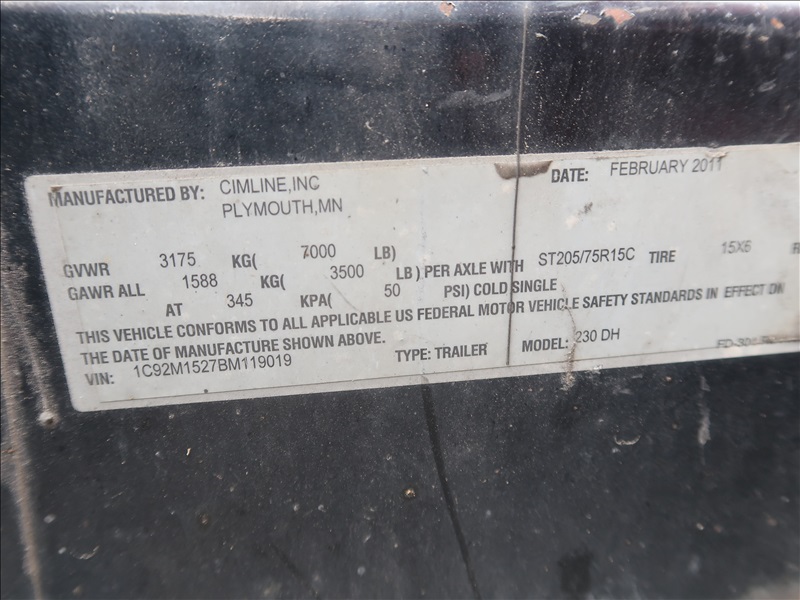 MANUFACTURED BY: CIMLINE,INC DATE: FEBRUARY 2011
PLYMOUTH,MN
GVWR 3175 KG( 7000 LB)
GAWR ALL 1588 KG( 3500 LB) PER AXLE WITH ST205/75R15C TIRE 15X6
AT 345 KPA( 50 PSI) COLD SINGLE
THIS VEHICLE CONFORMS TO ALL APPLICABLE US FEDERAL MOTOR VEHICLE SAFETY STANDARDS IN EFFECT ON
THE DATE OF MANUFACTURE SHOWN ABOVE.
VIN: 1C92M1527BM119019 TYPE: TRAILER MODEL: 230 DH